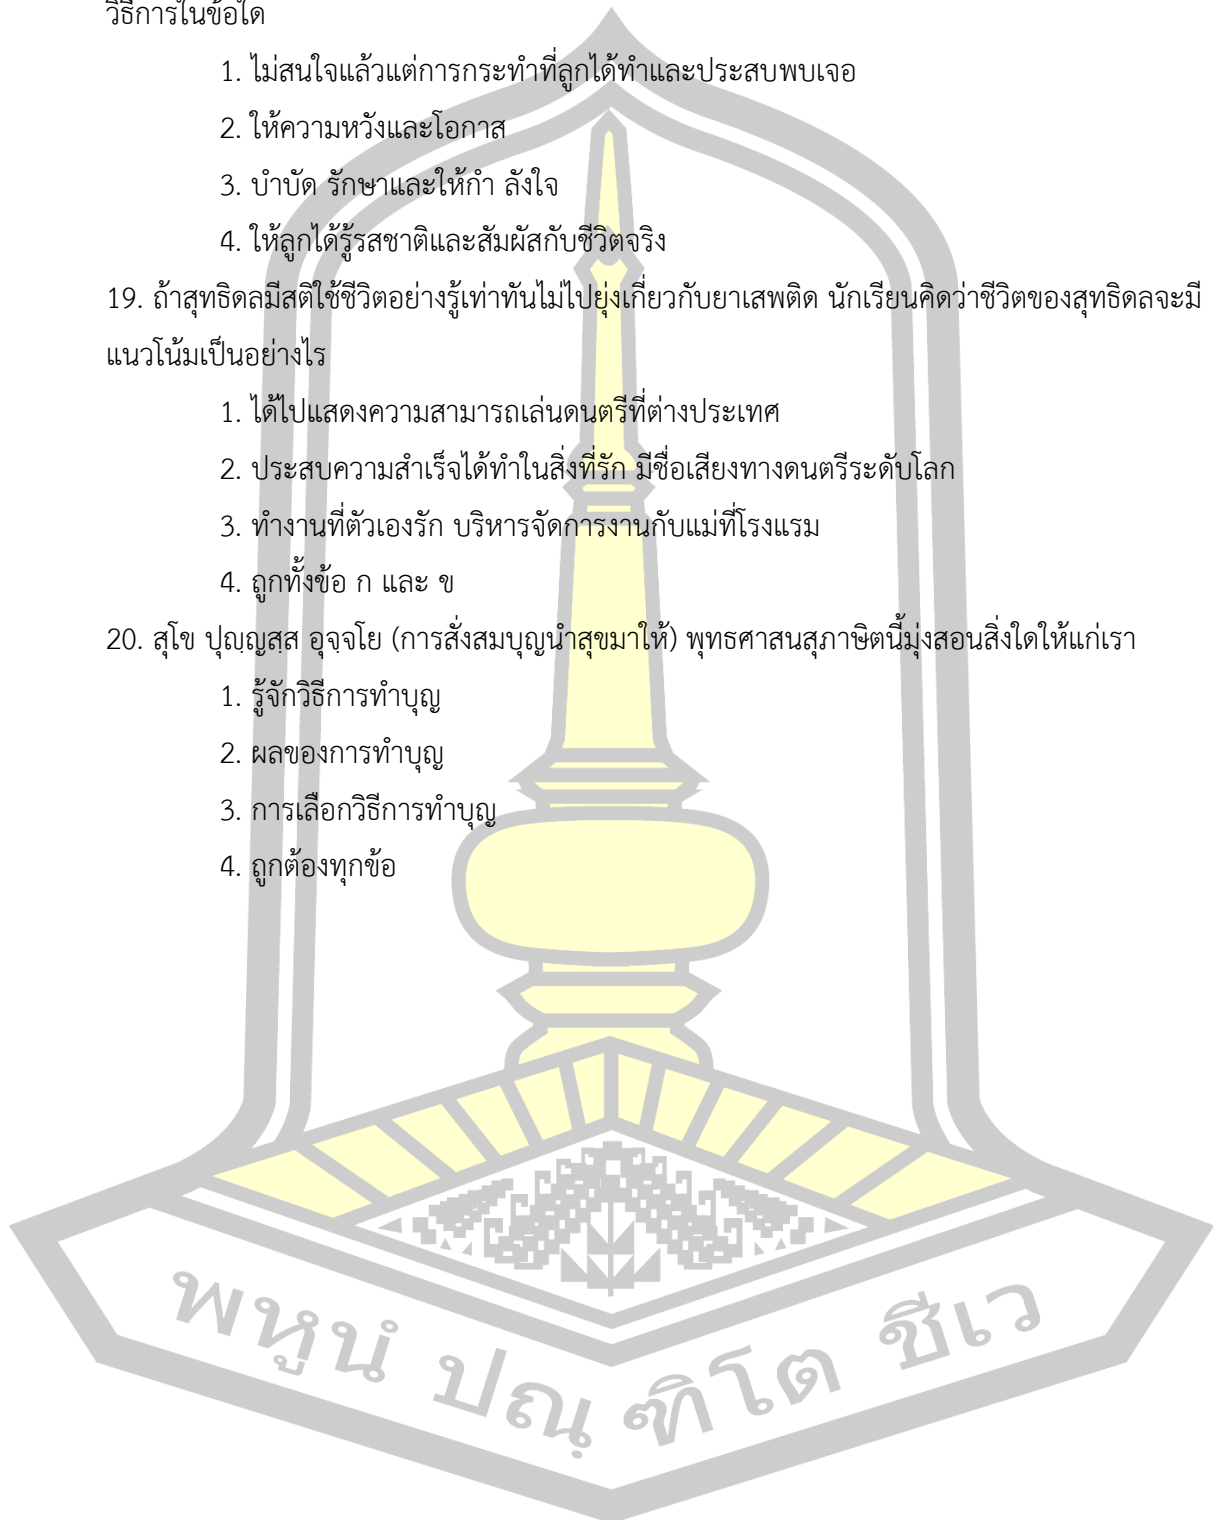 วิธีการในข้อใด
1. ไม่สนใจแล้วแต่การกระทำที่ลูกได้ทำและประสบพบเจอ
2. ให้ความหวังและโอกาส
3. บำบัด รักษาและให้กำ ลังใจ
4. ให้ลูกได้รู้รสชาติและสัมผัสกับชีวิตจริง
19. ถ้าสุทธิดลมีสติใช้ชีวิตอย่างรู้เท่าทันไม่ไปยุ่งเกี่ยวกับยาเสพติด นักเรียนคิดว่าชีวิตของสุทธิดลจะมี
แนวโน้มเป็นอย่างไร
1. ได้ไปแสดงความสามารถเล่นดนตรีที่ต่างประเทศ
2. ประสบความสำเร็จได้ทำในสิ่งที่รัก มีชื่อเสียงทางดนตรีระดับโลก
3. ทำงานที่ตัวเองรัก บริหารจัดการงานกับแม่ที่โรงแรม
4. ถูกทั้งข้อ ก และ ข
20. สุโข ปุญฺญสฺส อุจฺจโย (การสั่งสมบุญนำสุขมาให้) พุทธศาสนสุภาษิตนี้มุ่งสอนสิ่งใดให้แก่เรา
1. รู้จักวิธีการทำบุญ
2. ผลของการทำบุญ
3. การเลือกวิธีการทำบุญ
4. ถูกต้องทุกข้อ
พหูนํ ปณฺฑิโต ชีเว